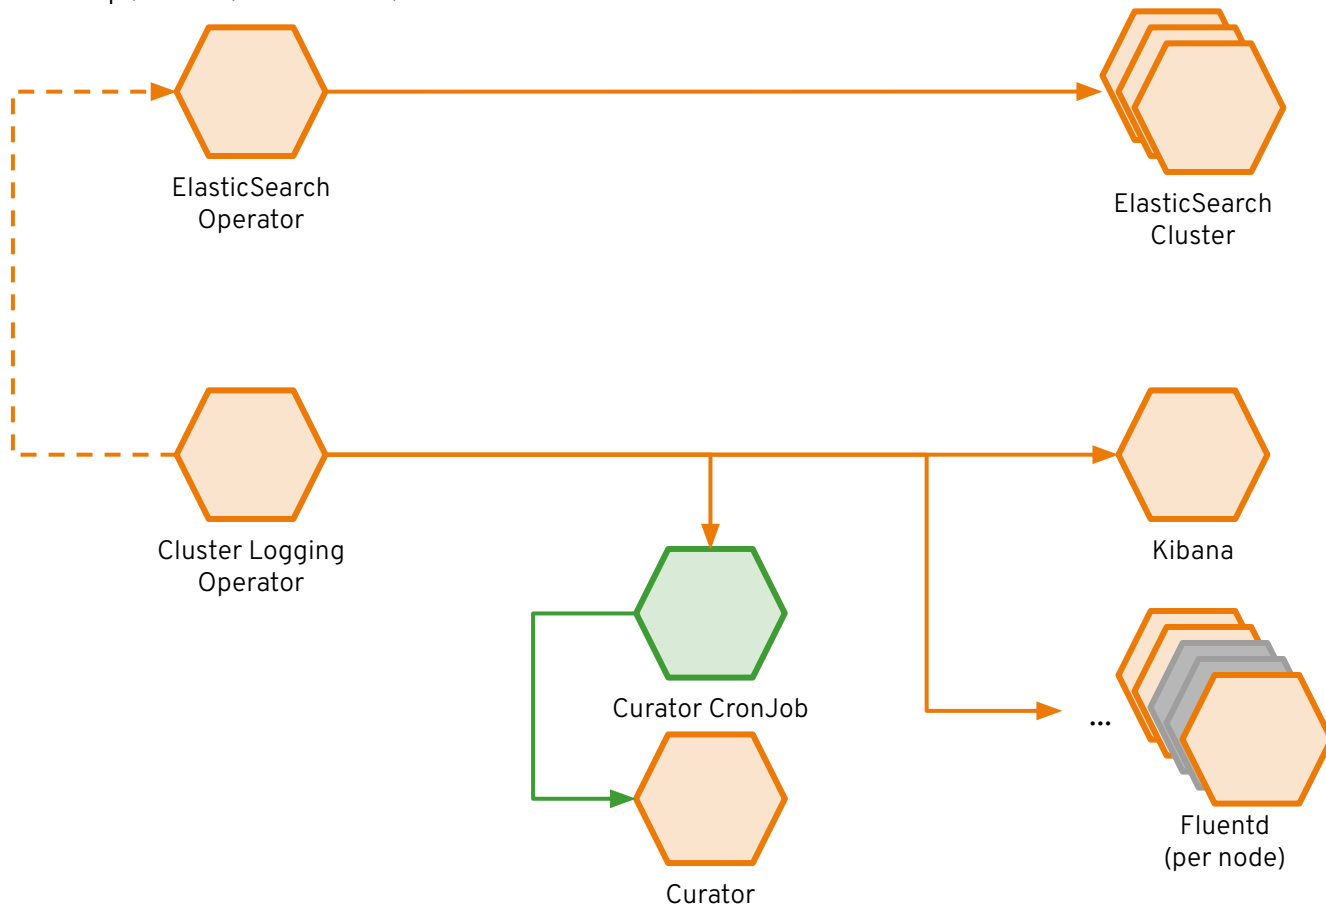 ElasticSearch
Operator
ElasticSearch
Cluster
Cluster Logging
Operator
Kibana
Curator CronJob
...
Fluentd
(per node)
Curator